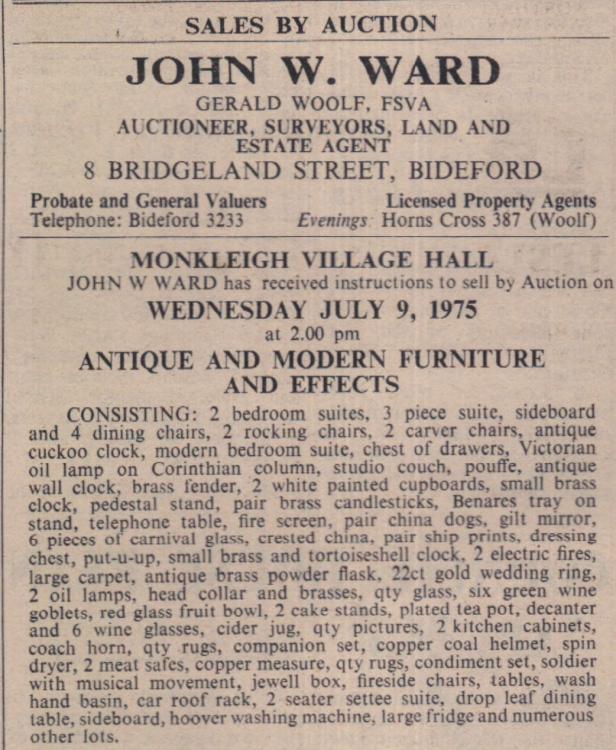 SALES BY AUCTION
JOHN W. WARD
GERALD WOOLF, FSVA
AUCTIONEER, SURVEYORS, LAND AND
ESTATE AGENT
8 BRIDGELAND STREET, BIDEFORD
Probate and General Valuers Licensed Property Agents
Telephone: Bideford 3233 Evenings: Horns Cross 387 (Woolf)
MONKLEIGH VILLAGE HALL
JOHN W WARD has received instructions to sell by Auction on
WEDNESDAY JULY 9, 1975
at 2.00 pm
ANTIQUE AND MODERN FURNITURE
AND EFFECTS
CONSISTING: 2 bedroom suites, 3 piece suite, sideboard
and 4 dining chairs, 2 rocking chairs, 2 carver chairs, antique
cuckoo clock, modern bedroom suite, chest of drawers, Victorian
oil lamp on Corinthian column, studio couch, pouffe, antique
wall clock, brass fender, 2 white painted cupboards, small brass
clock, pedestal stand, pair brass candlesticks, Benares tray on
stand, telephone table, fire screen, pair china dogs, gilt mirror,
6 pieces of carnival glass, crested china, pair ship prints, dressing
chest, put-u-up, small brass and tortoiseshell clock, 2 electric fires,
large carpet, antique brass powder flask, 22ct gold wedding ring,
2 oil lamps, head collar and brasses, qty glass, six green wine
goblets, red glass fruit bowl, 2 cake stands, plated tea pot, decanter
and 6 wine glasses, cider jug, qty pictures, 2 kitchen cabinets,
coach horn, qty rugs, companion set, copper coal helmet, spin
dryer, 2 meat safes, copper measure, qty rugs, condiment set, soldier
with musical movement, jewell box, fireside chairs, tables, wash
hand basin, car roof rack, 2 seater settee suite, drop leaf dining
table, sideboard, hoover washing machine, large fridge and numerous
other lots.